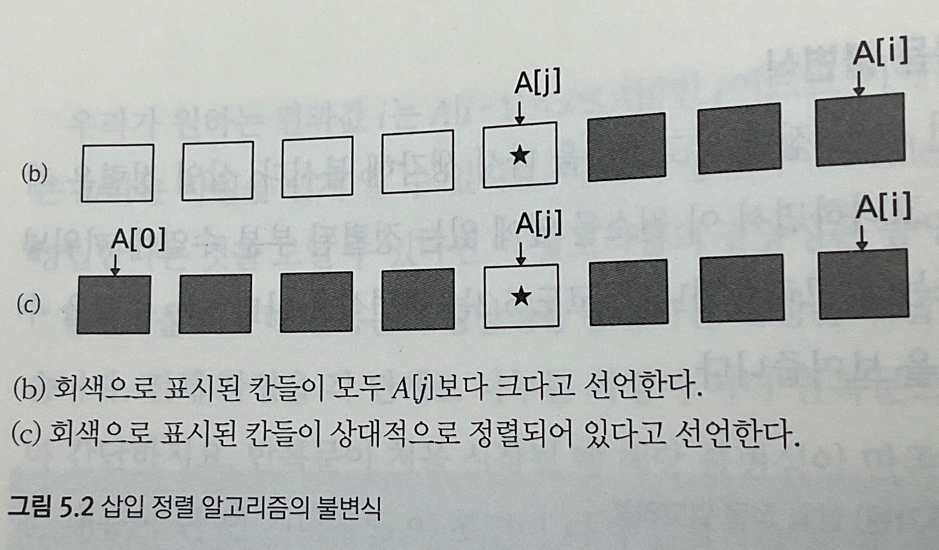 A[j] A[i]
(b) ★
A[0] A[j] A[i]
(c) ★
(b) 회색으로 표시된 칸들이 모두 A[j]보다 크다고 선언한다.
(c) 회색으로 표시된 칸들이 상대적으로 정렬되어 있다고 선언한다.
그림 5.2 삽입 정렬 알고리즘의 불변식